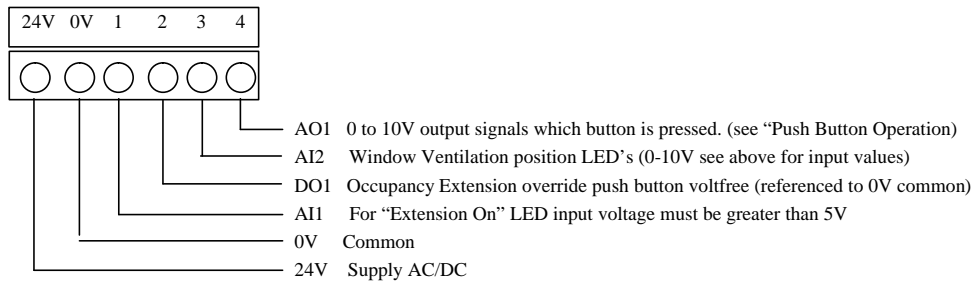 24V 0V 1 2 3 4
AO1 0 to 10V output signals which button is pressed. (see “Push Button Operation)
AI2 Window Ventilation position LED’s (0-10V see above for input values)
DO1 Occupancy Extension override push button voltfree (referenced to 0V common)
AI1 For “Extension On” LED input voltage must be greater than 5V
0V Common
24V Supply AC/DC